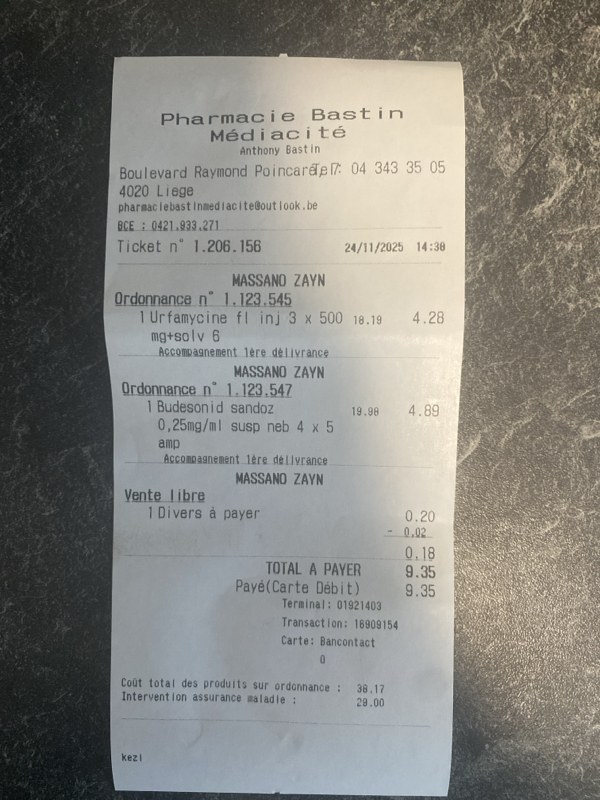 Pharmacie Bastin
Médiacité
Anthony Bastin
Boulevard Raymond Poincaré, 7 Tel: 04 343 35 05
4020 Liege
pharmaciebastinmediacite@outlook.be
BCE : 0421.933.271
Ticket n° 1.206.156 24/11/2025 14:38
MASSANO ZAYN
Ordonnance n° 1.123.545
1 Urfamycine fl inj 3 x 500 18.19 4.28
mg+solv 6
Accompagnement 1ère délivrance
MASSANO ZAYN
Ordonnance n° 1.123.547
1 Budesonid sandoz 19.98 4.89
0,25mg/ml susp neb 4 x 5
amp
Accompagnement 1ère délivrance
MASSANO ZAYN
Vente libre
1 Divers à payer 0.20
- 0.02
0.18
TOTAL A PAYER 9.35
Payé(Carte Débit) 9.35
Terminal: 01921403
Transaction: 16909154
Carte: Bancontact
0
Coût total des produits sur ordonnance : 38.17
Intervention assurance maladie : 29.00
kezi